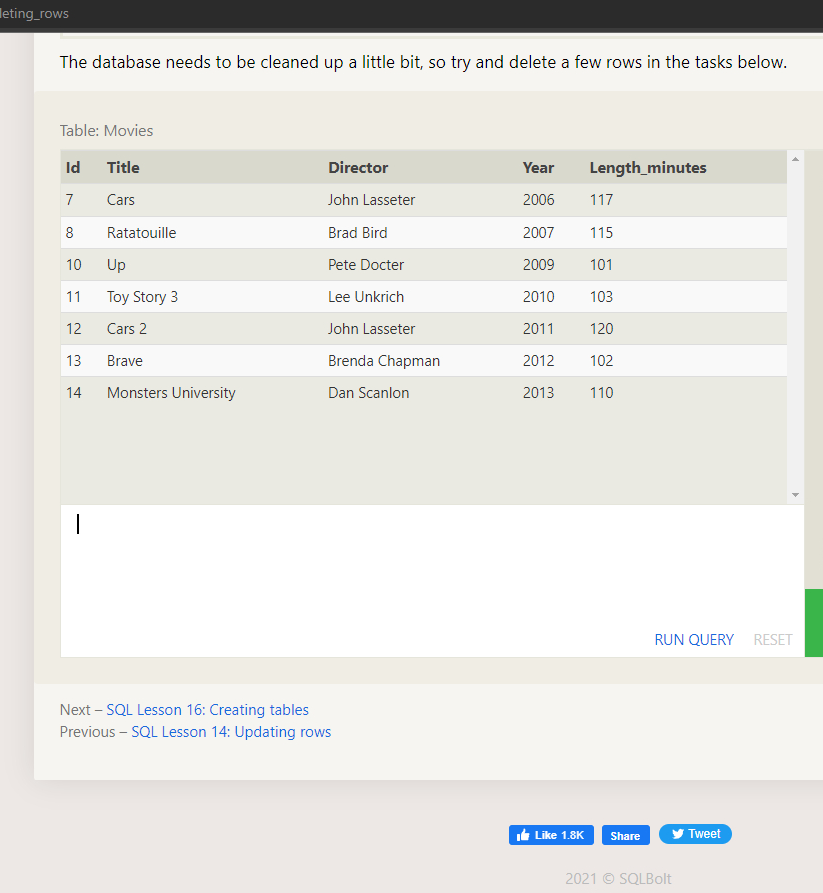 leting_rows
The database needs to be cleaned up a little bit, so try and delete a few rows in the tasks below.
Table: Movies
Id Title Director Year Length_minutes
7 Cars John Lasseter 2006 117
8 Ratatouille Brad Bird 2007 115
10 Up Pete Docter 2009 101
11 Toy Story 3 Lee Unkrich 2010 103
12 Cars 2 John Lasseter 2011 120
13 Brave Brenda Chapman 2012 102
14 Monsters University Dan Scanlon 2013 110
RUN QUERY RESET
Next – SQL Lesson 16: Creating tables
Previous – SQL Lesson 14: Updating rows
Like 1.8K Share Tweet
2021 © SQLBolt